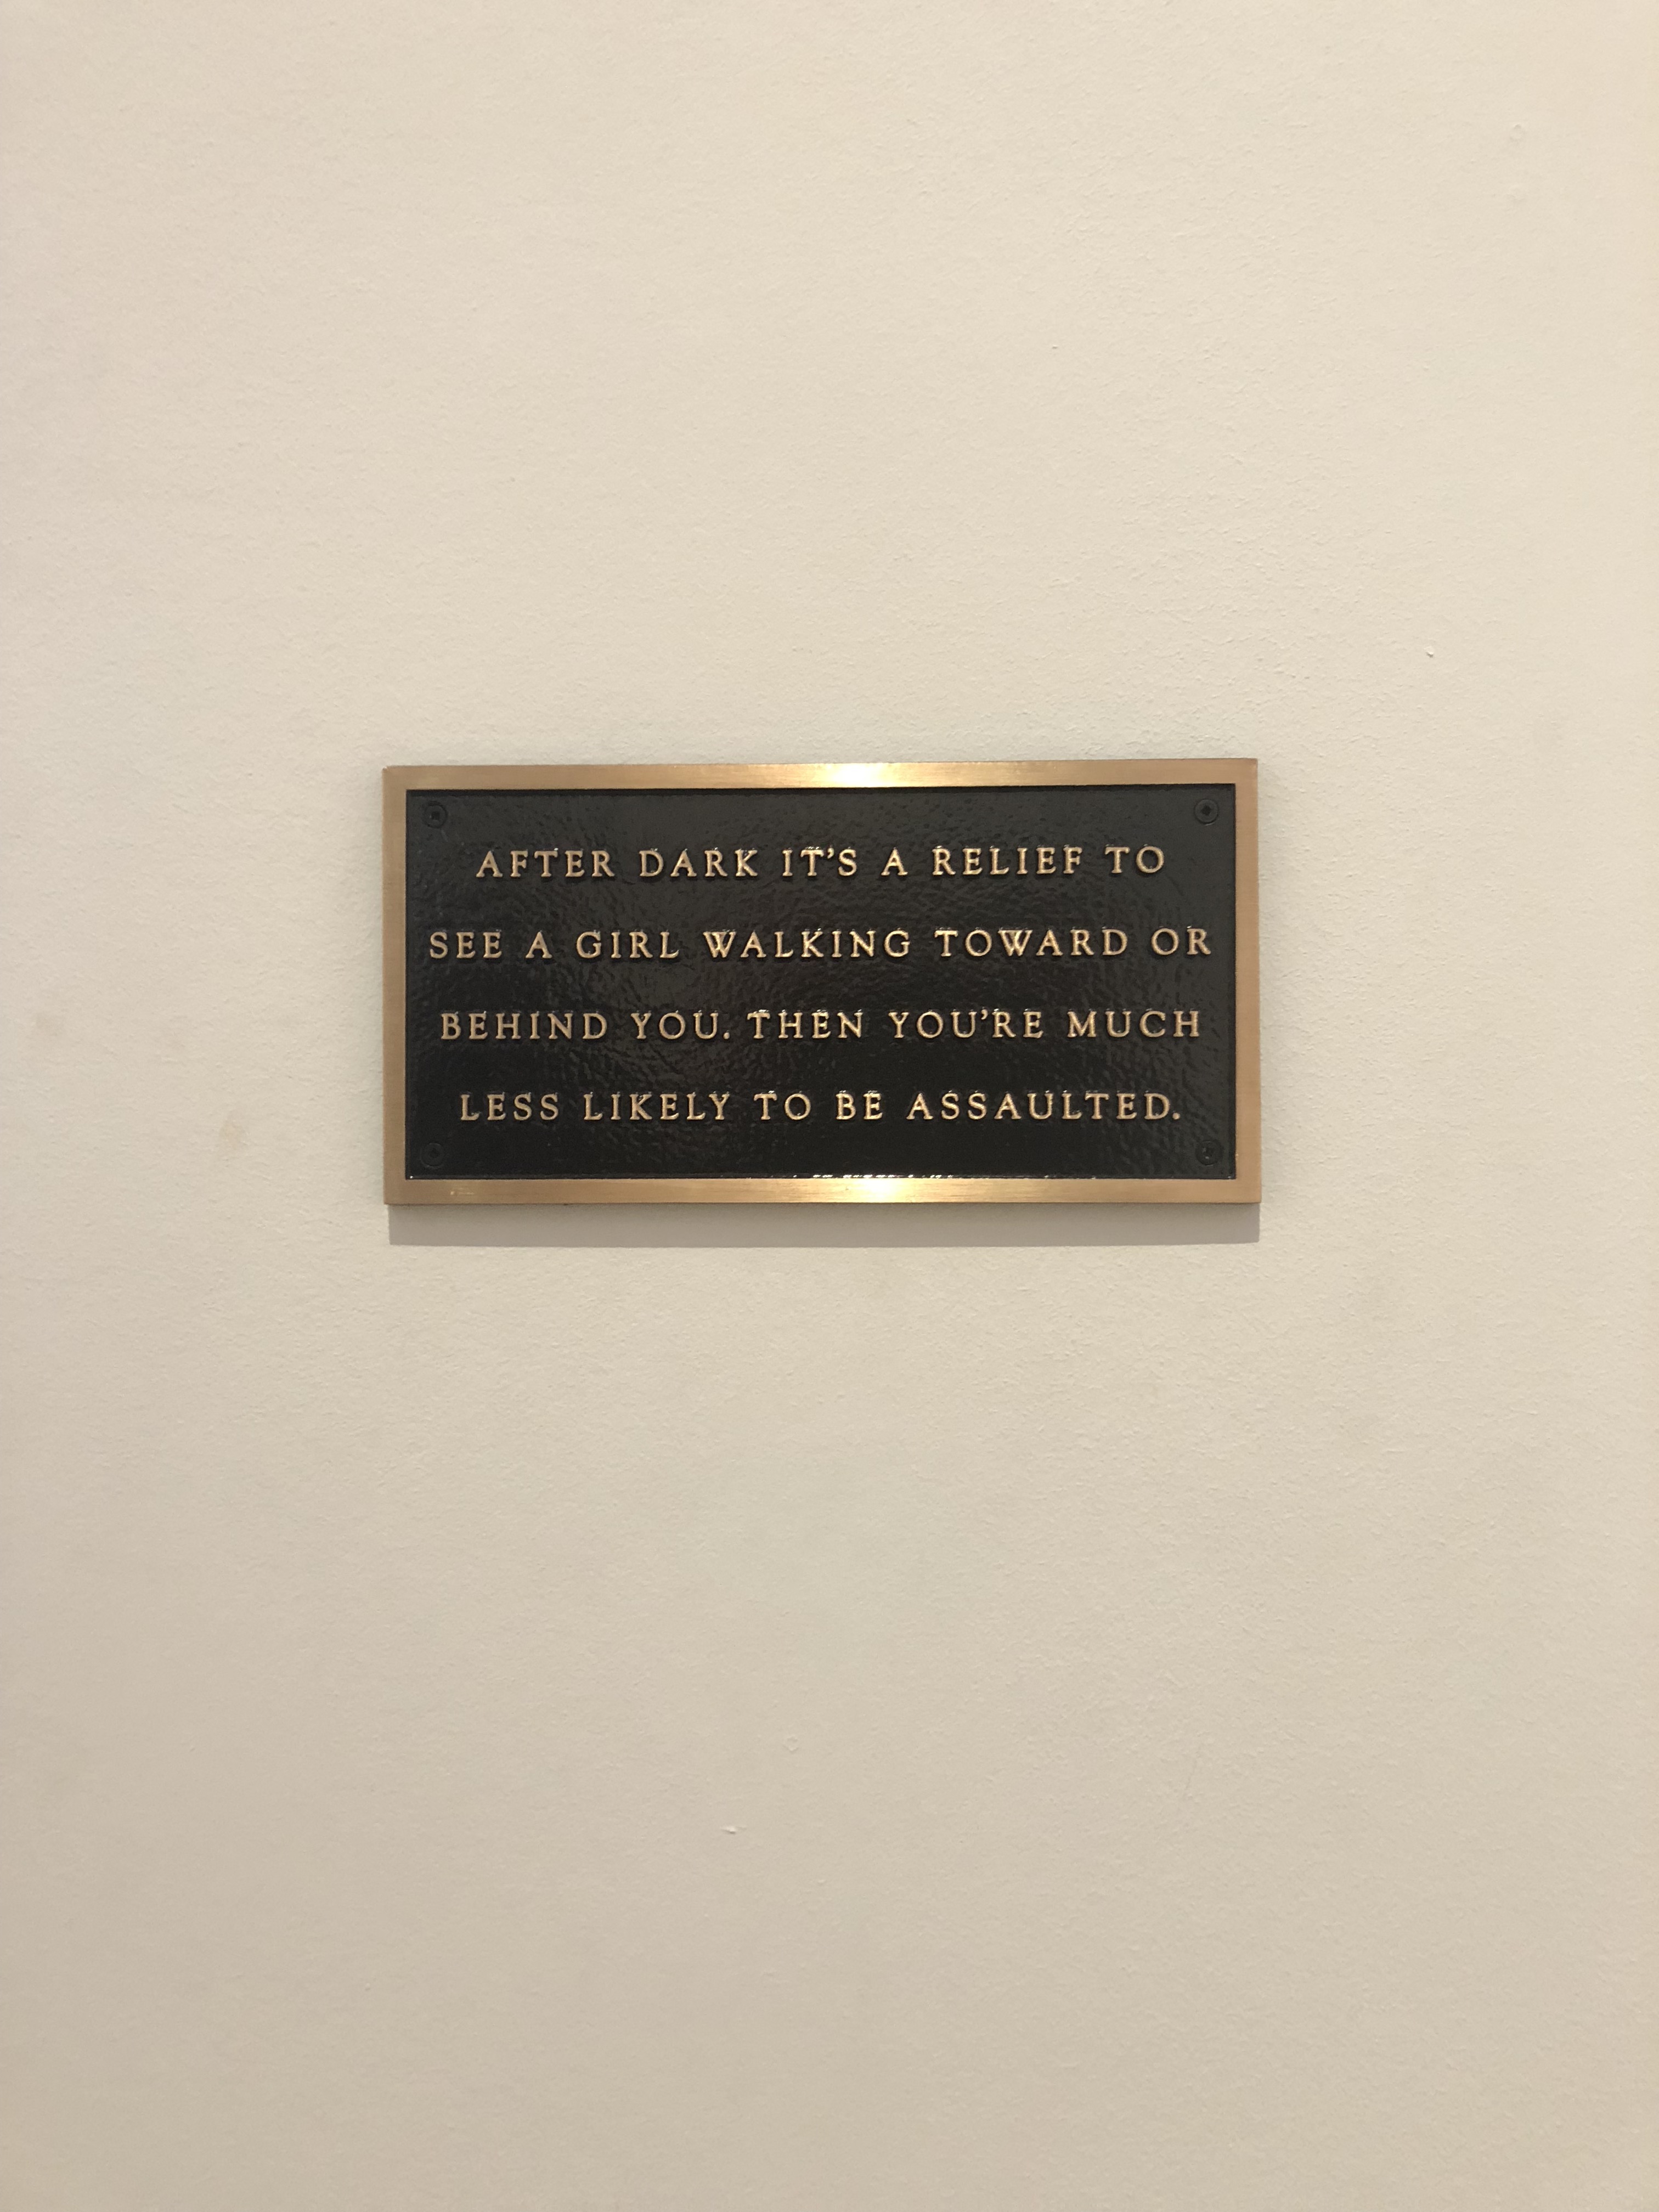 AFTER DARK IT'S A RELIEF TO
SEE A GIRL WALKING TOWARD OR
BEHIND YOU. THEN YOU'RE MUCH
LESS LIKELY TO BE ASSAULTED.